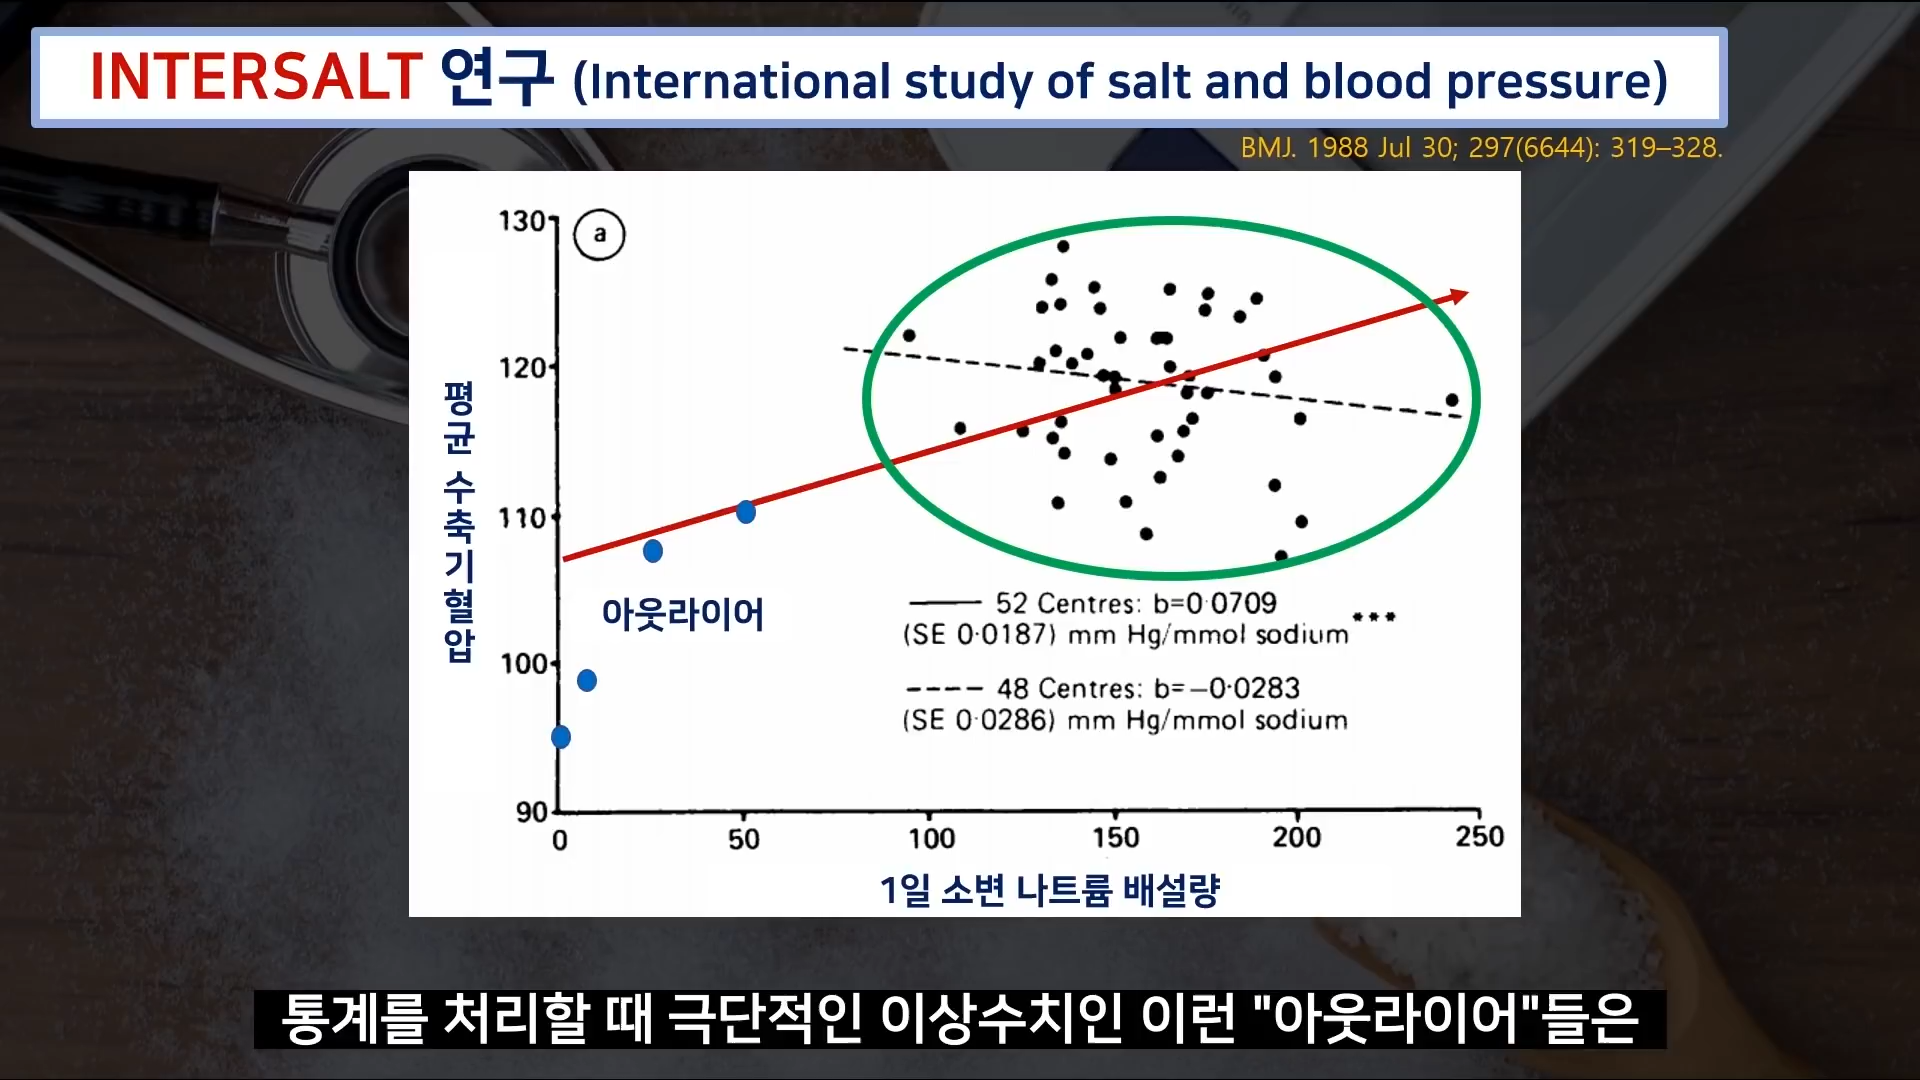 INTERSALT 연구 (International study of salt and blood pressure)
BMJ. 1988 Jul 30; 297(6644): 319–328.
a
130
120
110
100
90
평균 수축기혈압
아웃라이어
52 Centres: b=0·0709
(SE 0·0187) mm Hg/mmol sodium***
48 Centres: b=–0·0283
(SE 0·0286) mm Hg/mmol sodium
0 50 100 150 200 250
1일 소변 나트륨 배설량
통계를 처리할 때 극단적인 이상수치인 이런 "아웃라이어"들은